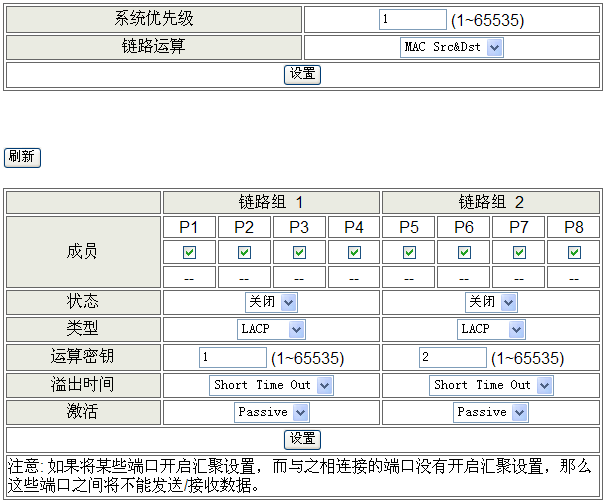 系统优先级 1 (1~65535)
链路运算 MAC Src&Dst
设置
刷新
链路组 1 链路组 2
成员 P1 P2 P3 P4 P5 P6 P7 P8
-- -- -- -- -- -- -- --
状态 关闭 关闭
类型 LACP LACP
运算密钥 1 (1~65535) 2 (1~65535)
溢出时间 Short Time Out Short Time Out
激活 Passive Passive
设置
注意: 如果将某些端口开启汇聚设置，而与之相连接的端口没有开启汇聚设置，那么
这些端口之间将不能发送/接收数据。